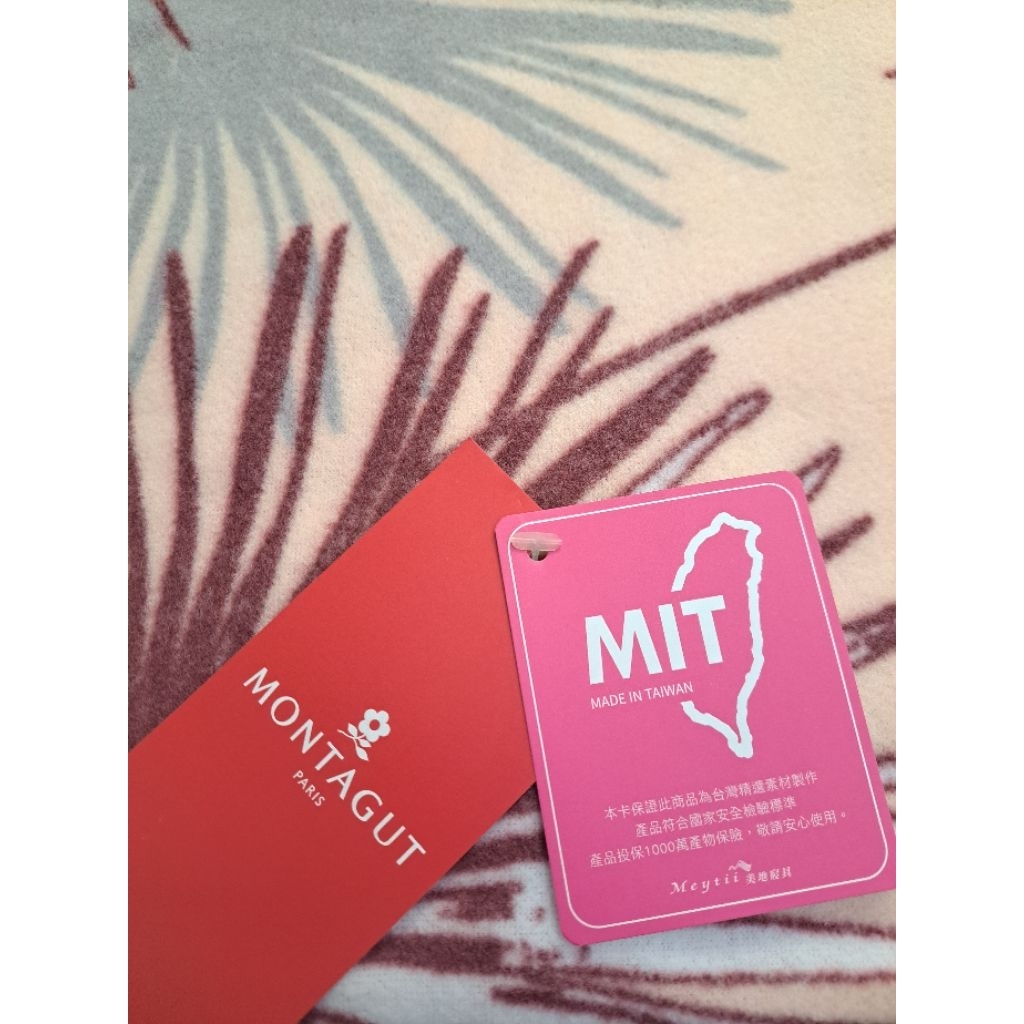 MONTAGUT
PARIS
MIT
MADE IN TAIWAN
本卡保證此商品為台灣精選素材製作
產品符合國家安全檢驗標準
產品投保1000萬產物保險，敬請安心使用。
Meytii 美地寢具